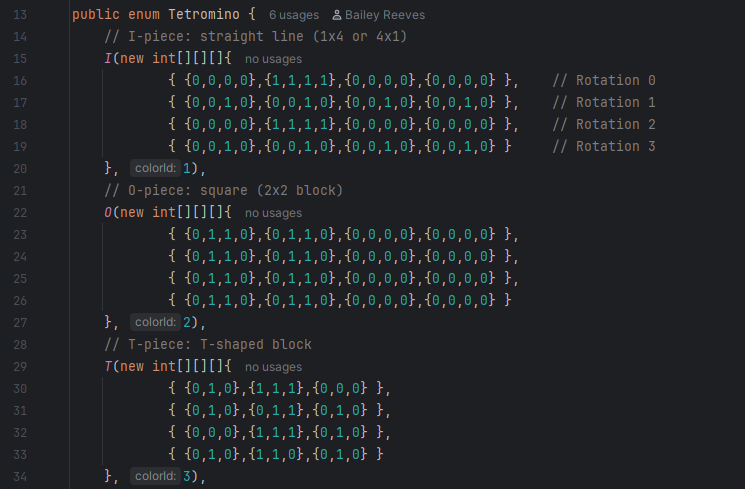 13 public enum Tetromino { 6 usages Bailey Reeves
14 // I-piece: straight line (1x4 or 4x1)
15 I(new int[][][]{ no usages
16 { {0,0,0,0},{1,1,1,1},{0,0,0,0},{0,0,0,0} }, // Rotation 0
17 { {0,0,1,0},{0,0,1,0},{0,0,1,0},{0,0,1,0} }, // Rotation 1
18 { {0,0,0,0},{1,1,1,1},{0,0,0,0},{0,0,0,0} }, // Rotation 2
19 { {0,0,1,0},{0,0,1,0},{0,0,1,0},{0,0,1,0} } // Rotation 3
20 }, colorId: 1),
21 // O-piece: square (2x2 block)
22 O(new int[][][]{ no usages
23 { {0,1,1,0},{0,1,1,0},{0,0,0,0},{0,0,0,0} },
24 { {0,1,1,0},{0,1,1,0},{0,0,0,0},{0,0,0,0} },
25 { {0,1,1,0},{0,1,1,0},{0,0,0,0},{0,0,0,0} },
26 { {0,1,1,0},{0,1,1,0},{0,0,0,0},{0,0,0,0} }
27 }, colorId: 2),
28 // T-piece: T-shaped block
29 T(new int[][][]{ no usages
30 { {0,1,0},{1,1,1},{0,0,0} },
31 { {0,1,0},{0,1,1},{0,1,0} },
32 { {0,0,0},{1,1,1},{0,1,0} },
33 { {0,1,0},{1,1,0},{0,1,0} }
34 }, colorId: 3),